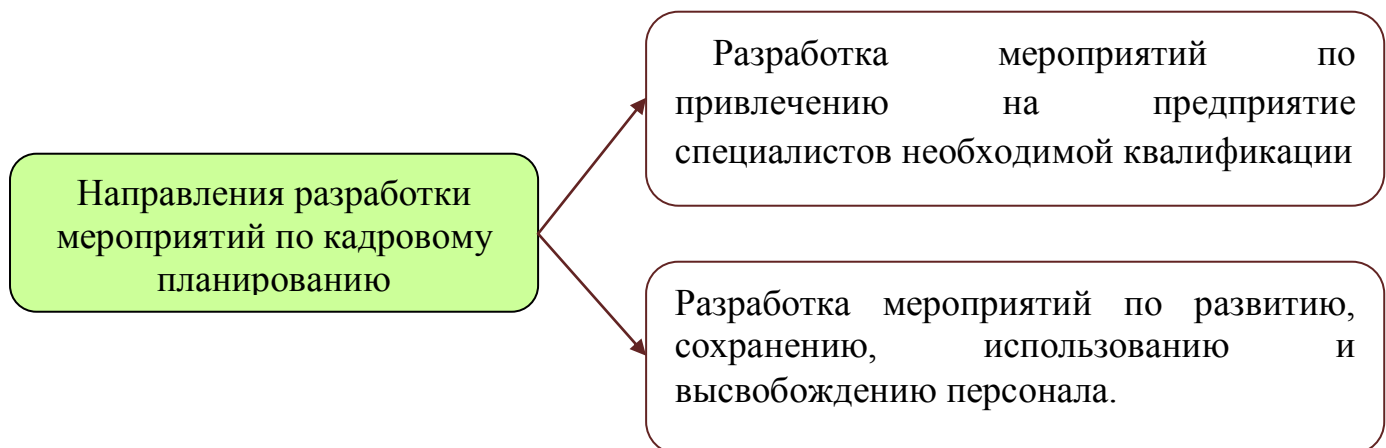 Направления разработки
мероприятий по кадровому
планированию
Разработка мероприятий по
привлечению на предприятие
специалистов необходимой квалификации
Разработка мероприятий по развитию,
сохранению, использованию и
высвобождению персонала.